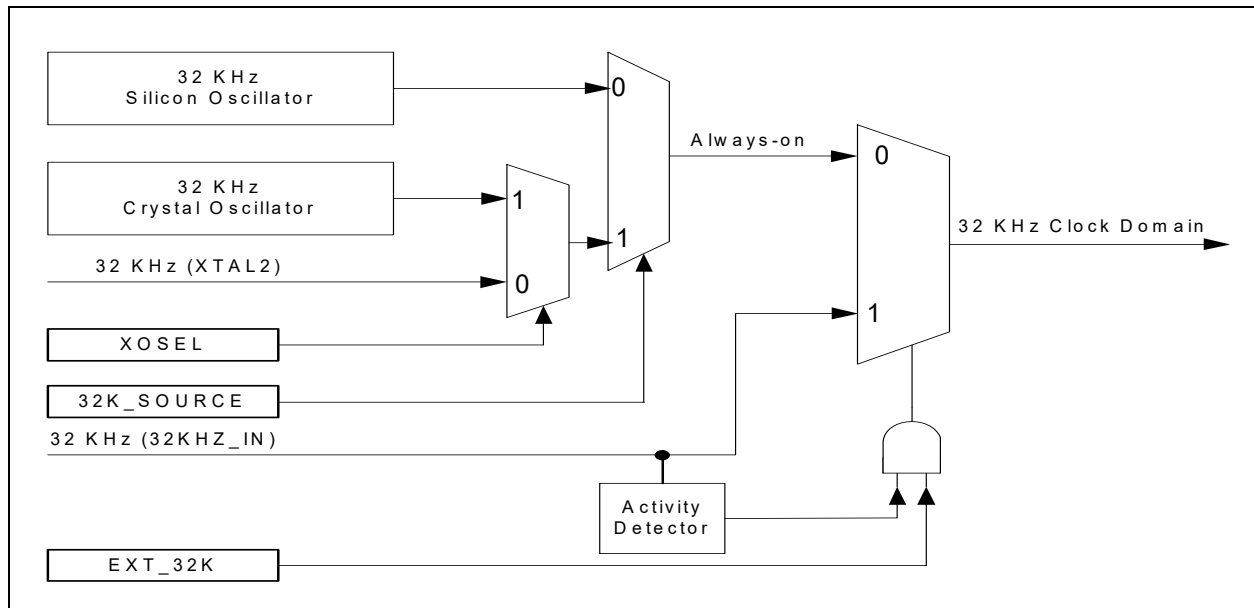 32 KHz
Silicon Oscillator
0
Always-on
0
32 KHz
Crystal Oscillator
1
32 KHz Clock Domain
1
32 KHz (XTAL2)
0
1
XOSEL
32K_SOURCE
32 KHz (32KHZ_IN)
Activity
Detector
EXT_32K